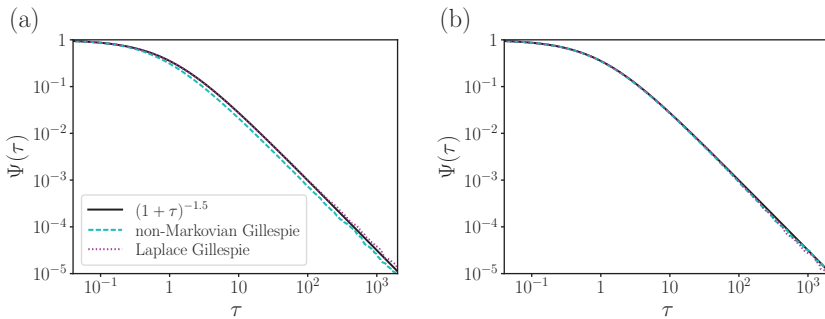 (a)
1
10^{-1}
10^{-2}
10^{-3}
10^{-4}
10^{-5}
Ψ(τ)
(1 + τ)^{-1.5}
non-Markovian Gillespie
Laplace Gillespie
10^{-1}
1
10
10^{2}
10^{3}
τ
(b)
1
10^{-1}
10^{-2}
10^{-3}
10^{-4}
10^{-5}
Ψ(τ)
10^{-1}
1
10
10^{2}
10^{3}
τ